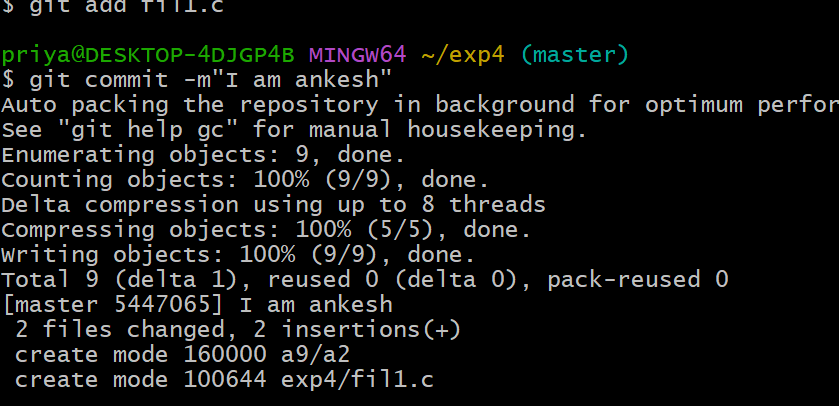 $ git add fil1.c
priya@DESKTOP-4DJGP4B MINGW64 ~/exp4 (master)
$ git commit -m"I am ankesh"
Auto packing the repository in background for optimum perfor
See "git help gc" for manual housekeeping.
Enumerating objects: 9, done.
Counting objects: 100% (9/9), done.
Delta compression using up to 8 threads
Compressing objects: 100% (5/5), done.
Writing objects: 100% (9/9), done.
Total 9 (delta 1), reused 0 (delta 0), pack-reused 0
[master 5447065] I am ankesh
 2 files changed, 2 insertions(+)
 create mode 160000 a9/a2
 create mode 100644 exp4/fil1.c